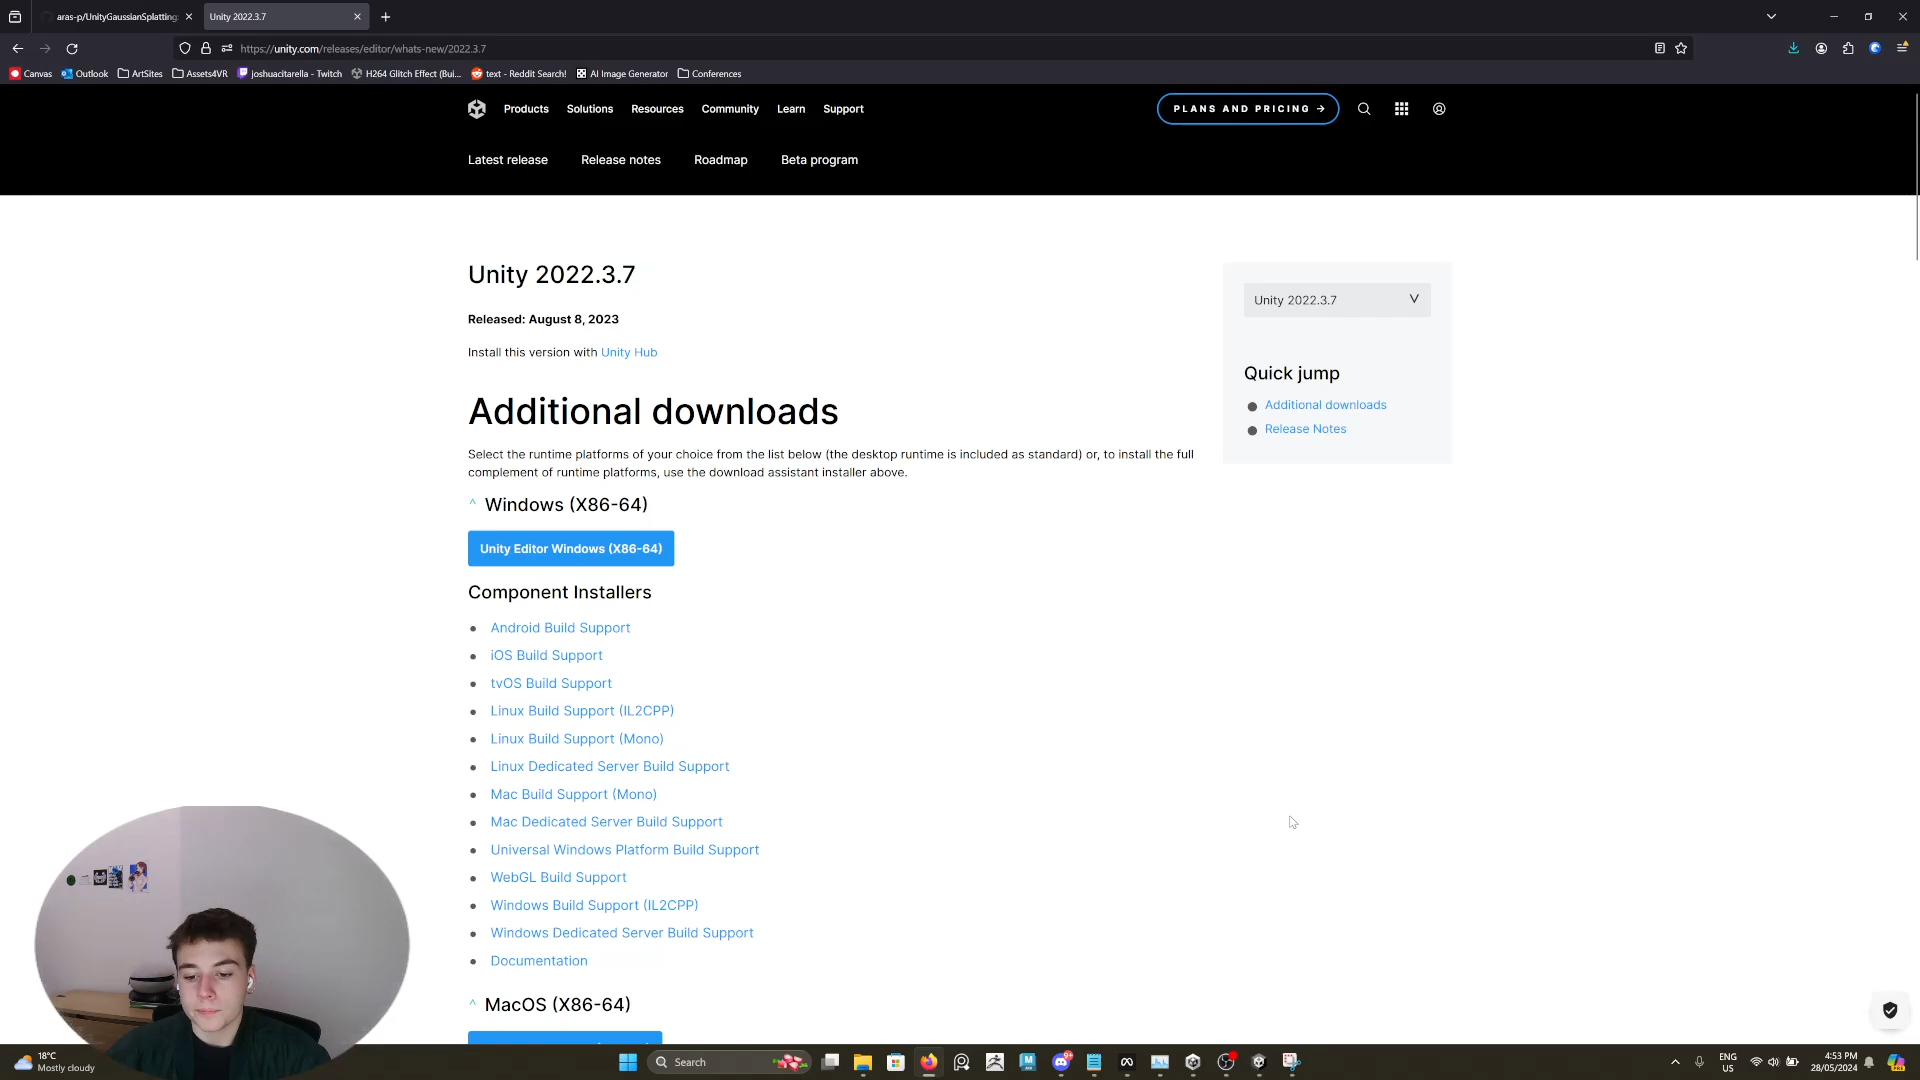 aras-p/UnityGaussianSplatting:
Unity 2022.3.7
https://unity.com/releases/editor/whats-new/2022.3.7
Canvas
Outlook
ArtSites
Assets4VR
joshuacitarella - Twitch
H264 Glitch Effect (Bui...
text - Reddit Search!
AI Image Generator
Conferences
Products
Solutions
Resources
Community
Learn
Support
PLANS AND PRICING →
Latest release
Release notes
Roadmap
Beta program
Unity 2022.3.7
Released: August 8, 2023
Install this version with Unity Hub
Unity 2022.3.7
Quick jump
Additional downloads
Release Notes
Additional downloads
Select the runtime platforms of your choice from the list below (the desktop runtime is included as standard) or, to install the full
complement of runtime platforms, use the download assistant installer above.
Windows (X86-64)
Unity Editor Windows (X86-64)
Component Installers
Android Build Support
iOS Build Support
tvOS Build Support
Linux Build Support (IL2CPP)
Linux Build Support (Mono)
Linux Dedicated Server Build Support
Mac Build Support (Mono)
Mac Dedicated Server Build Support
Universal Windows Platform Build Support
WebGL Build Support
Windows Build Support (IL2CPP)
Windows Dedicated Server Build Support
Documentation
MacOS (X86-64)
18°C
Mostly cloudy
Search
ENG
US
4:53 PM
28/05/2024